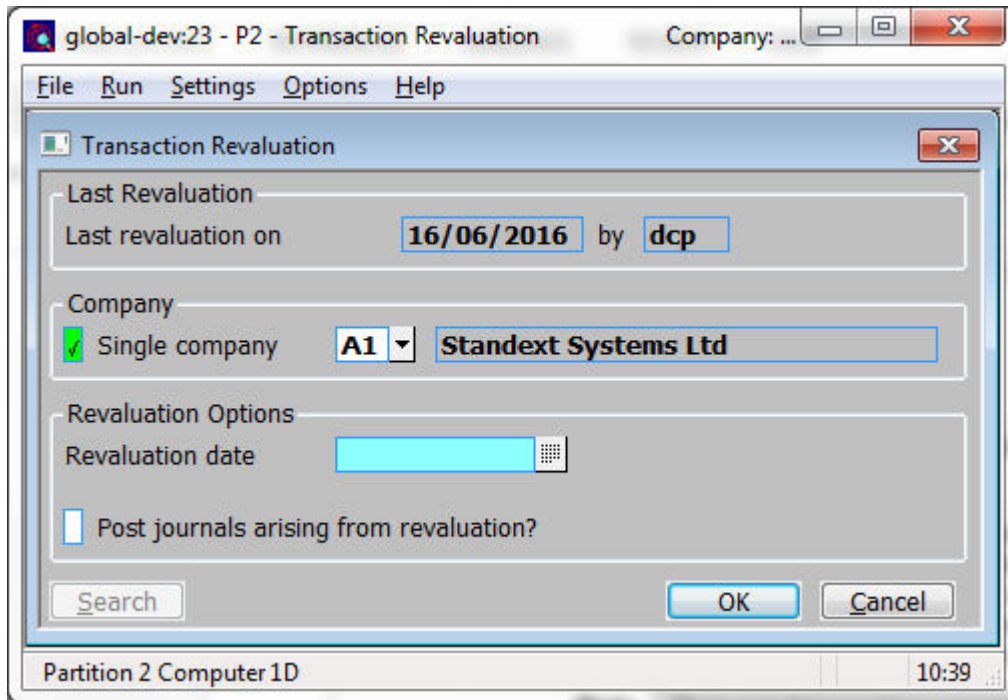 global-dev:23 - P2 - Transaction Revaluation Company: ...
File Run Settings Options Help
Transaction Revaluation
Last Revaluation
Last revaluation on 16/06/2016 by dcp
Company
Single company A1 Standext Systems Ltd
Revaluation Options
Revaluation date
Post journals arising from revaluation?
Search OK Cancel
Partition 2 Computer 1D 10:39